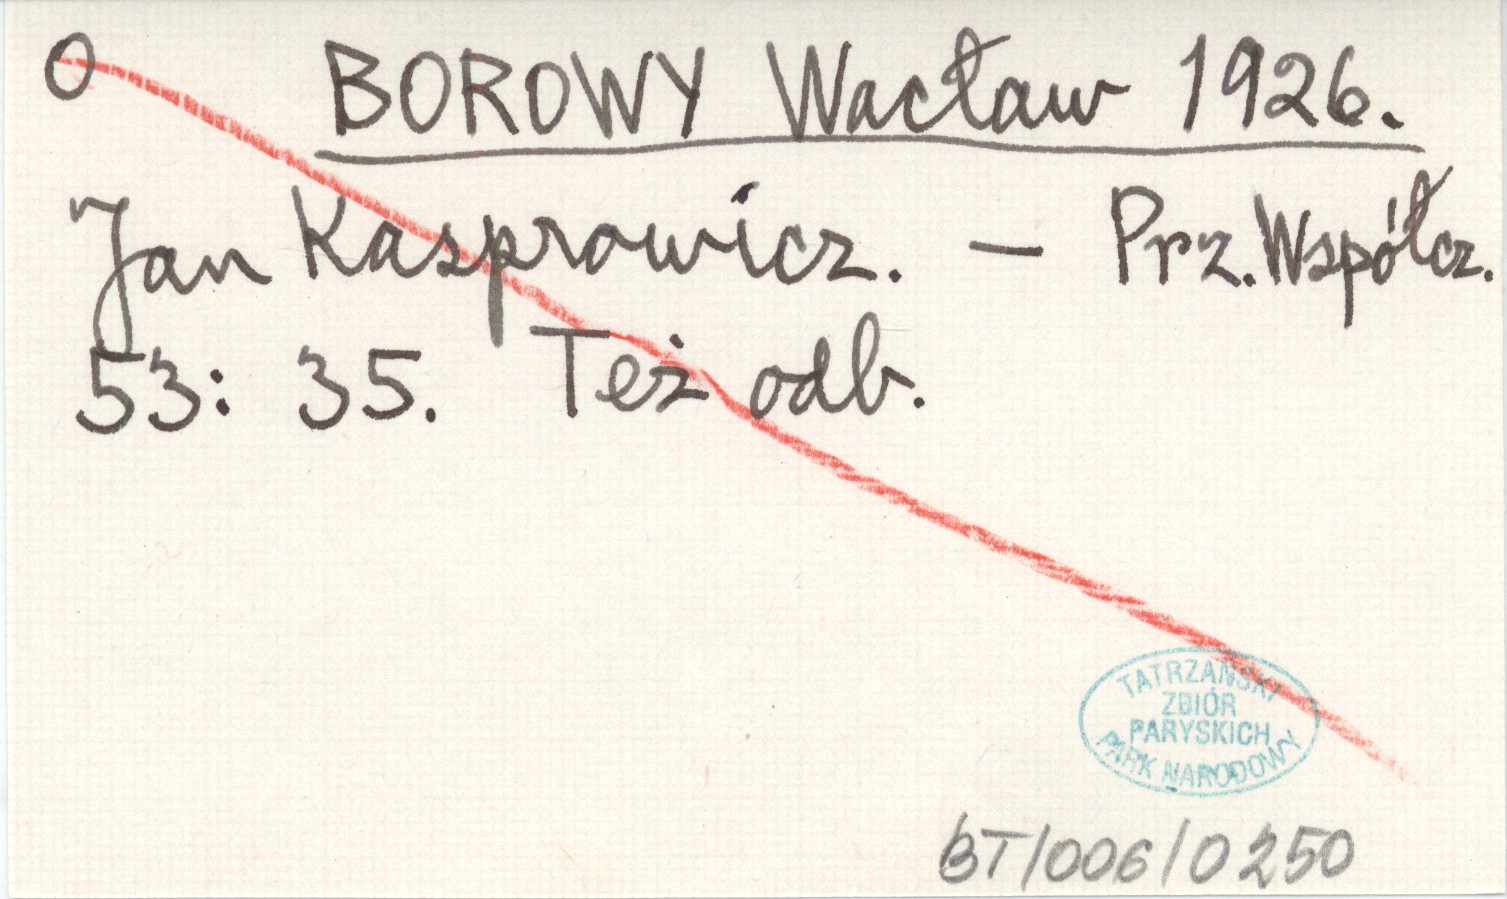 O BOROWY Wacław 1926.
Jan Kasprowicz. — Prz. Współcz.
53: 35. Też odb.
TATRZAŃSKI
ZBIÓR
PARYSKICH
PARK NARODOWY
BT/006/0250